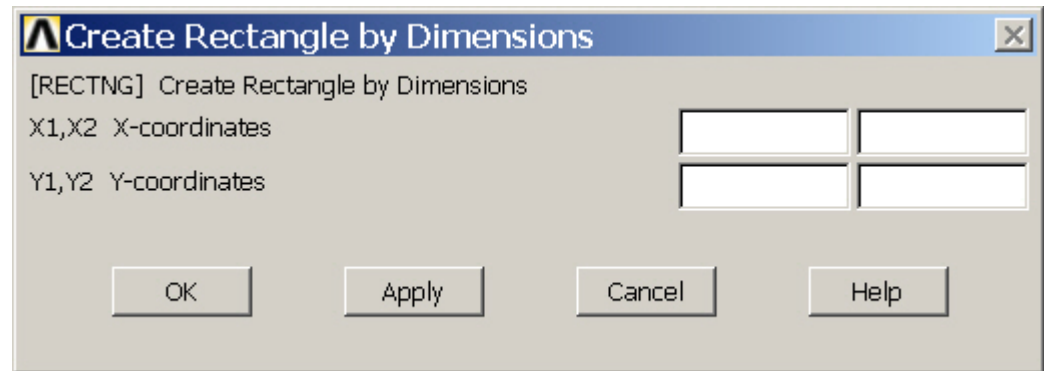 Create Rectangle by Dimensions
[RECTNG] Create Rectangle by Dimensions
X1,X2 X-coordinates
Y1,Y2 Y-coordinates
OK Apply Cancel Help